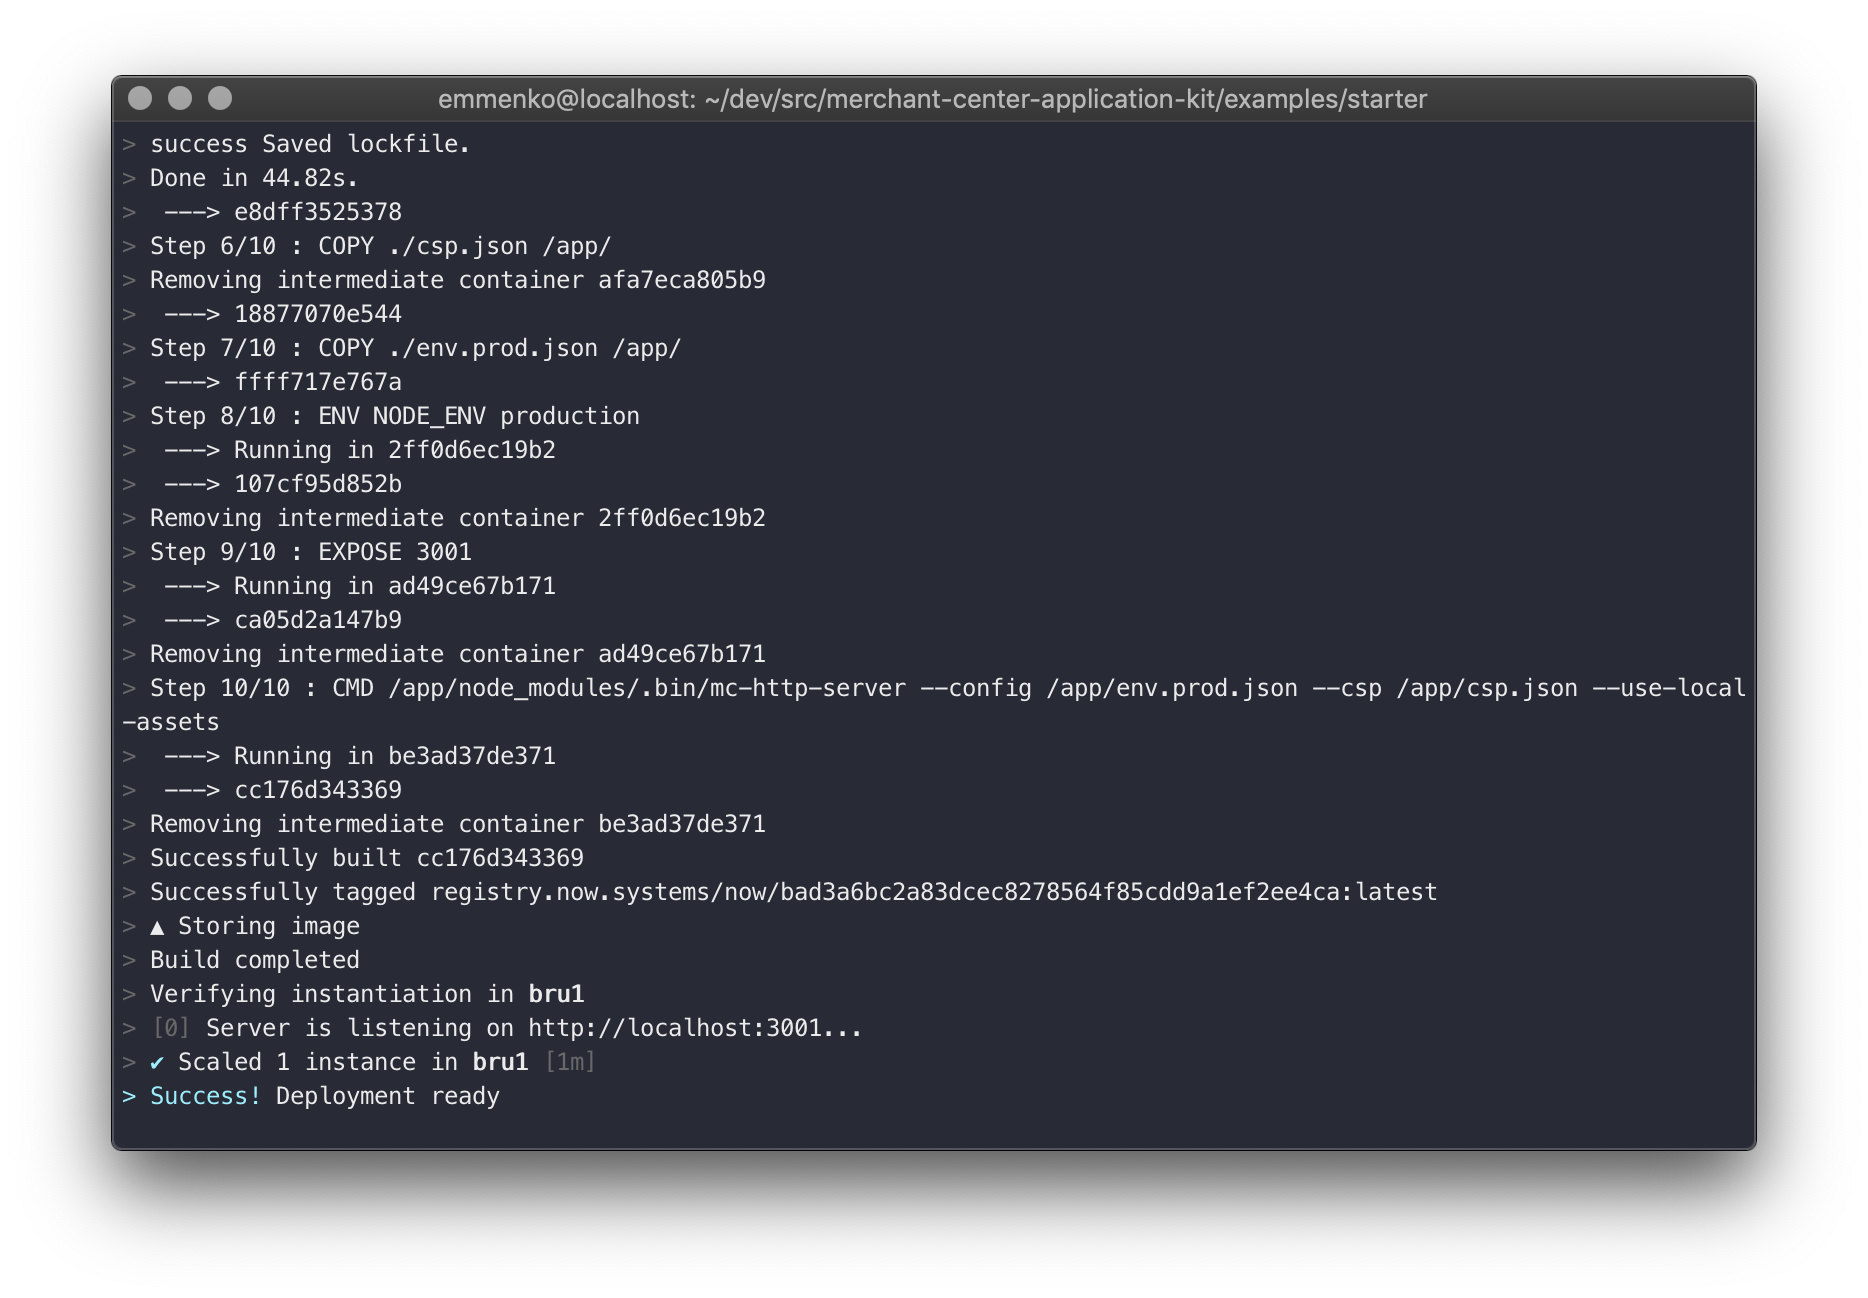 emmenko@localhost: ~/dev/src/merchant-center-application-kit/examples/starter
> success Saved lockfile.
> Done in 44.82s.
>  ---> e8dff3525378
> Step 6/10 : COPY ./csp.json /app/
> Removing intermediate container afa7eca805b9
>  ---> 18877070e544
> Step 7/10 : COPY ./env.prod.json /app/
>  ---> ffff717e767a
> Step 8/10 : ENV NODE_ENV production
>  ---> Running in 2ff0d6ec19b2
>  ---> 107cf95d852b
> Removing intermediate container 2ff0d6ec19b2
> Step 9/10 : EXPOSE 3001
>  ---> Running in ad49ce67b171
>  ---> ca05d2a147b9
> Removing intermediate container ad49ce67b171
> Step 10/10 : CMD /app/node_modules/.bin/mc-http-server --config /app/env.prod.json --csp /app/csp.json --use-local
-assets
>  ---> Running in be3ad37de371
>  ---> cc176d343369
> Removing intermediate container be3ad37de371
> Successfully built cc176d343369
> Successfully tagged registry.now.systems/now/bad3a6bc2a83dcec8278564f85cdd9a1ef2ee4ca:latest
> ▲ Storing image
> Build completed
> Verifying instantiation in bru1
> [0] Server is listening on http://localhost:3001...
> ✔ Scaled 1 instance in bru1 [1m]
> Success! Deployment ready